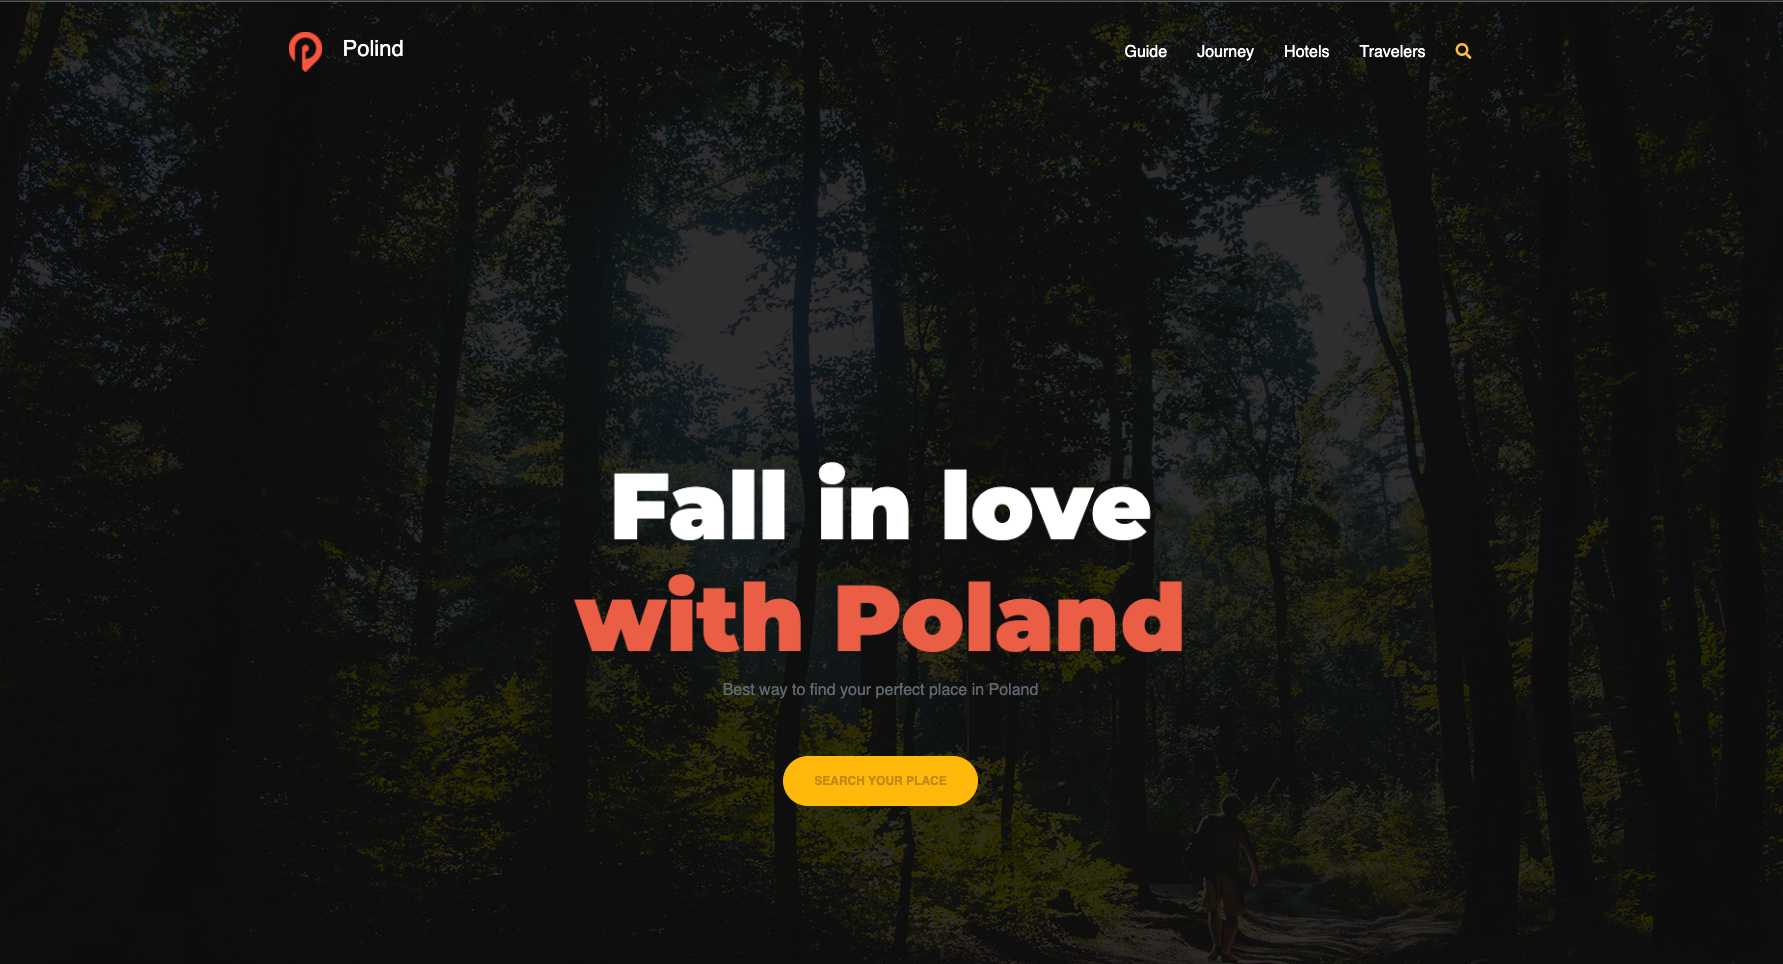 Polind
Guide Journey Hotels Travelers
Fall in love
with Poland
Best way to find your perfect place in Poland
SEARCH YOUR PLACE